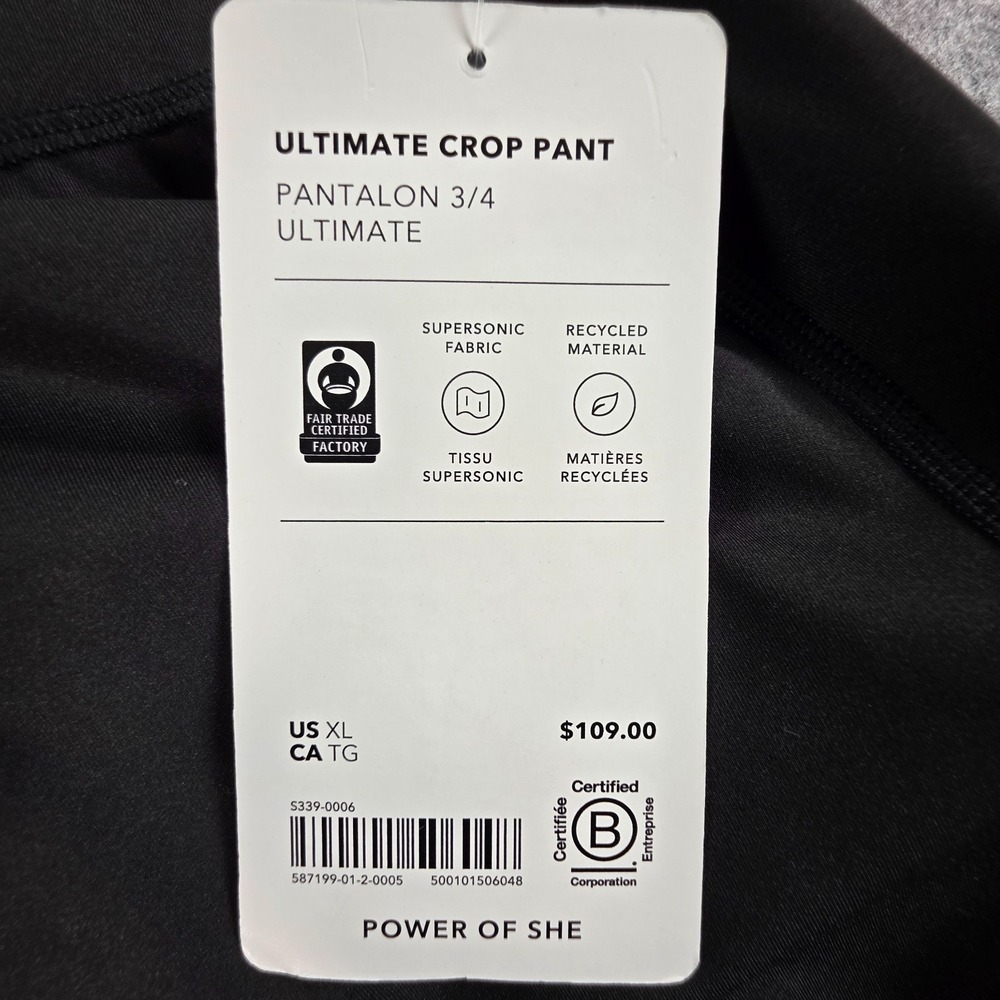 ULTIMATE CROP PANT
PANTALON 3/4
ULTIMATE
FAIR TRADE
CERTIFIED
FACTORY
SUPERSONIC
FABRIC
TISSU
SUPERSONIC
RECYCLED
MATERIAL
MATIÈRES
RECYCLÉES
US XL
CA TG
$109.00
S339-0006
587199-01-2-0005 500101506048
Certified
Certifiée
B
Entreprise
Corporation
POWER OF SHE